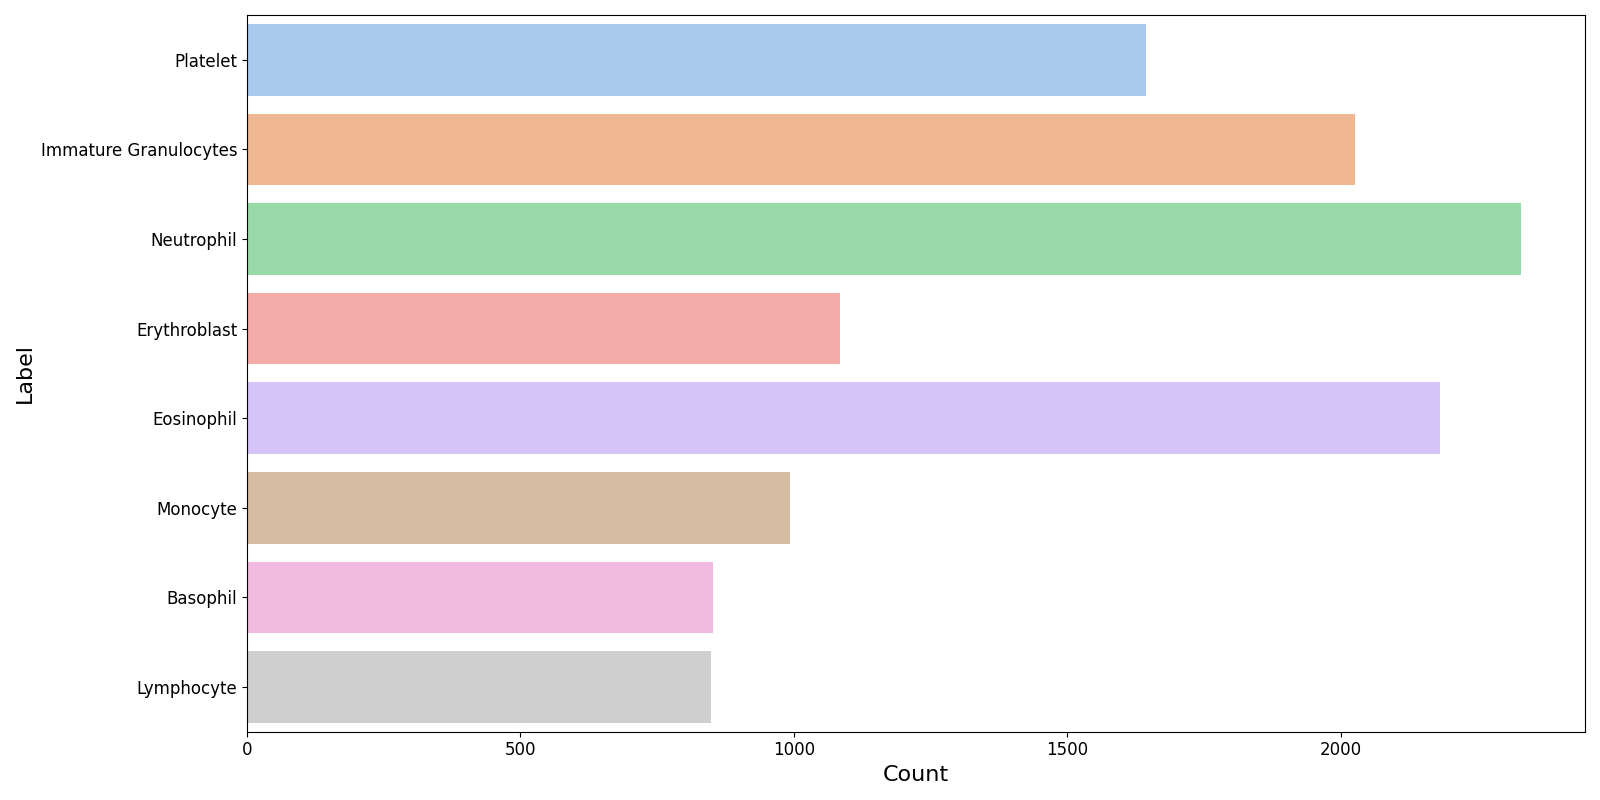 Platelet
Immature Granulocytes
Neutrophil
Erythroblast
Eosinophil
Monocyte
Basophil
Lymphocyte
Label
0 500 1000 1500 2000
Count